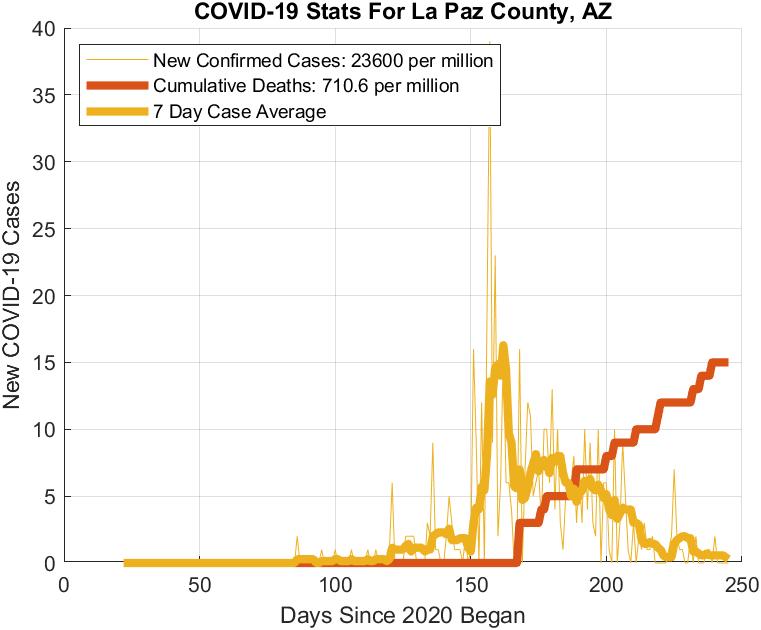 COVID-19 Stats For La Paz County, AZ
New Confirmed Cases: 23600 per million
Cumulative Deaths: 710.6 per million
7 Day Case Average
New COVID-19 Cases
40
35
30
25
20
15
10
5
0
0 50 100 150 200 250
Days Since 2020 Began